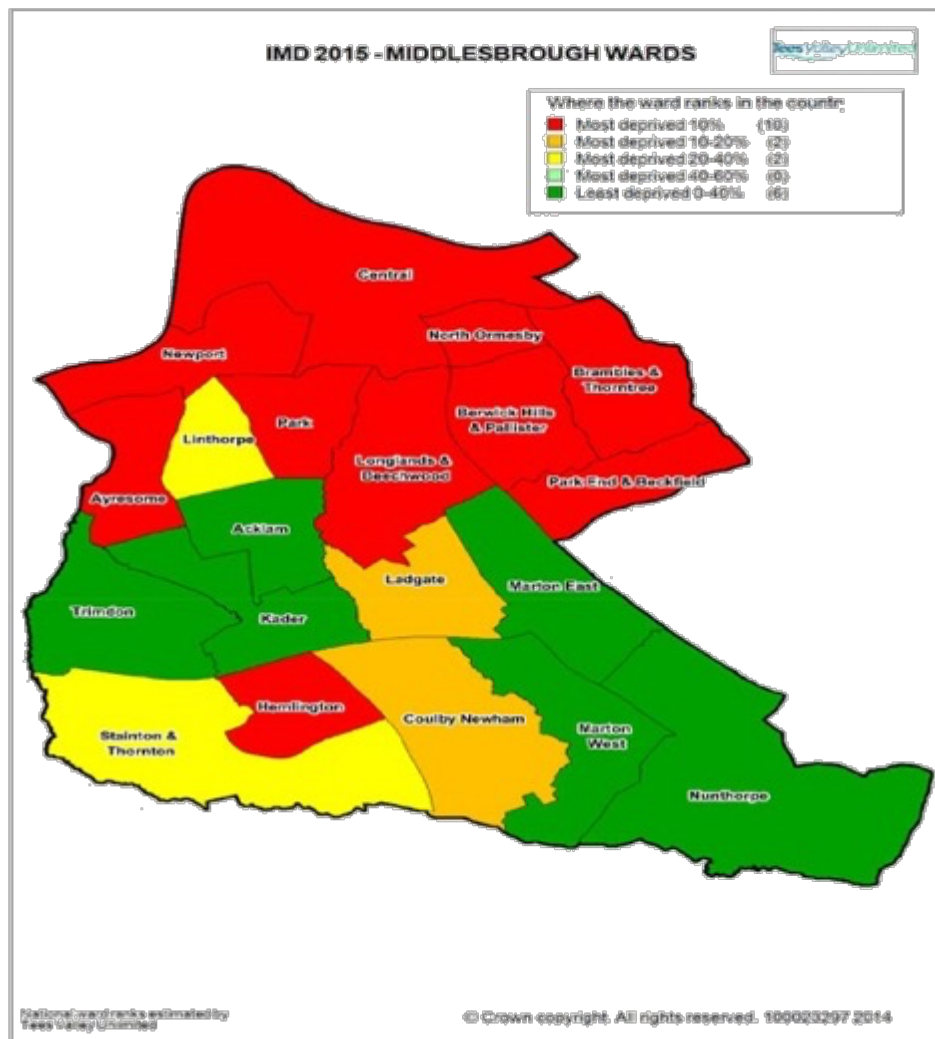 IMD 2015 - MIDDLESBROUGH WARDS
Tees Valley Unlimited
Where the ward ranks in the country
Most deprived 10% (10)
Most deprived 10-20% (2)
Most deprived 20-40% (2)
Most deprived 40-60% (0)
Least deprived 0-40% (6)
Central
North Ormesby
Newport
Brambles &
Thorntree
Park
Berwick Hills
& Pallister
Linthorpe
Longlands &
Beechwood
Park End & Beckfield
Ayresome
Acklam
Ladgate
Marton East
Trimdon
Kader
Hemlington
Coulby Newham
Stainton &
Thornton
Marton
West
Nunthorpe
National ward ranks estimated by
Tees Valley Unlimited
© Crown copyright. All rights reserved. 100023297 2014